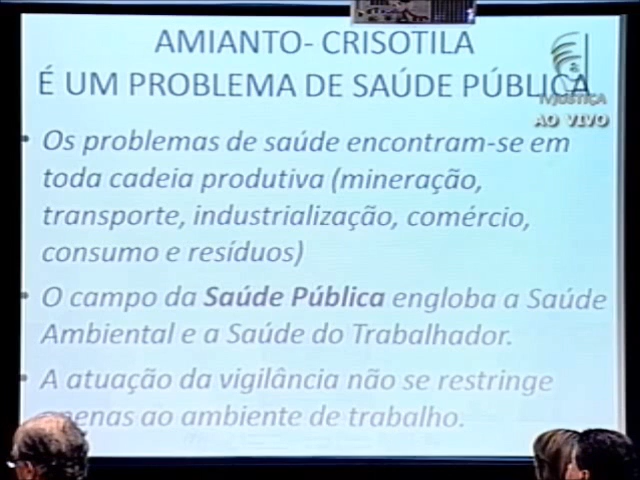 AMIANTO- CRISOTILA
É UM PROBLEMA DE SAÚDE PÚBLICA
TVJUSTIÇA
AO VIVO
• Os problemas de saúde encontram-se em
toda cadeia produtiva (mineração,
transporte, industrialização, comércio,
consumo e resíduos)
• O campo da Saúde Pública engloba a Saúde
Ambiental e a Saúde do Trabalhador.
• A atuação da vigilância não se restringe
apenas ao ambiente de trabalho.